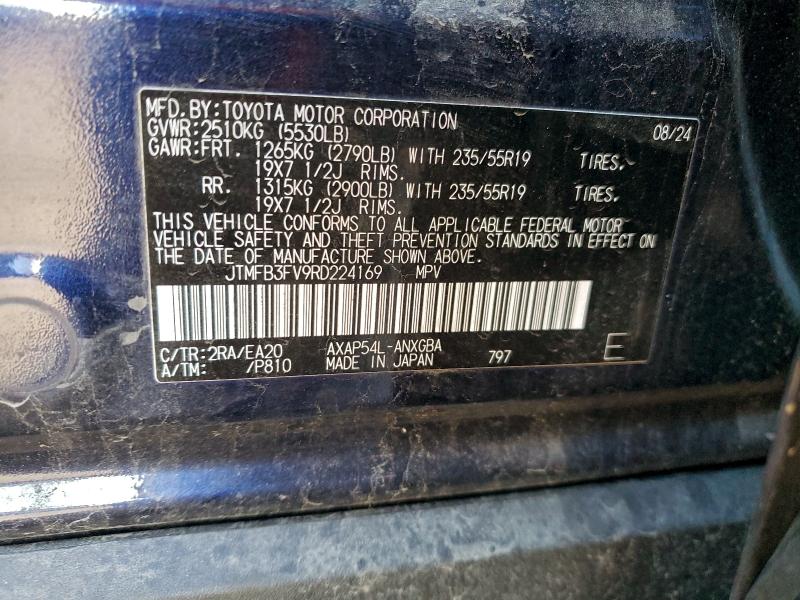 MFD. BY: TOYOTA MOTOR CORPORATION 08/24
GVWR: 2510KG (5530LB)
GAWR: FRT. 1265KG (2790LB) WITH 235/55R19 TIRES.
19X7 1/2J RIMS.
RR. 1315KG (2900LB) WITH 235/55R19 TIRES.
19X7 1/2J RIMS.
THIS VEHICLE CONFORMS TO ALL APPLICABLE FEDERAL MOTOR
VEHICLE SAFETY AND THEFT PREVENTION STANDARDS IN EFFECT ON
THE DATE OF MANUFACTURE SHOWN ABOVE.
JTMFB3FV9RD224169 MPV
C/TR: 2RA/EA20 AXAP54L-ANXGBA
A/TM: /P810 MADE IN JAPAN 797 E